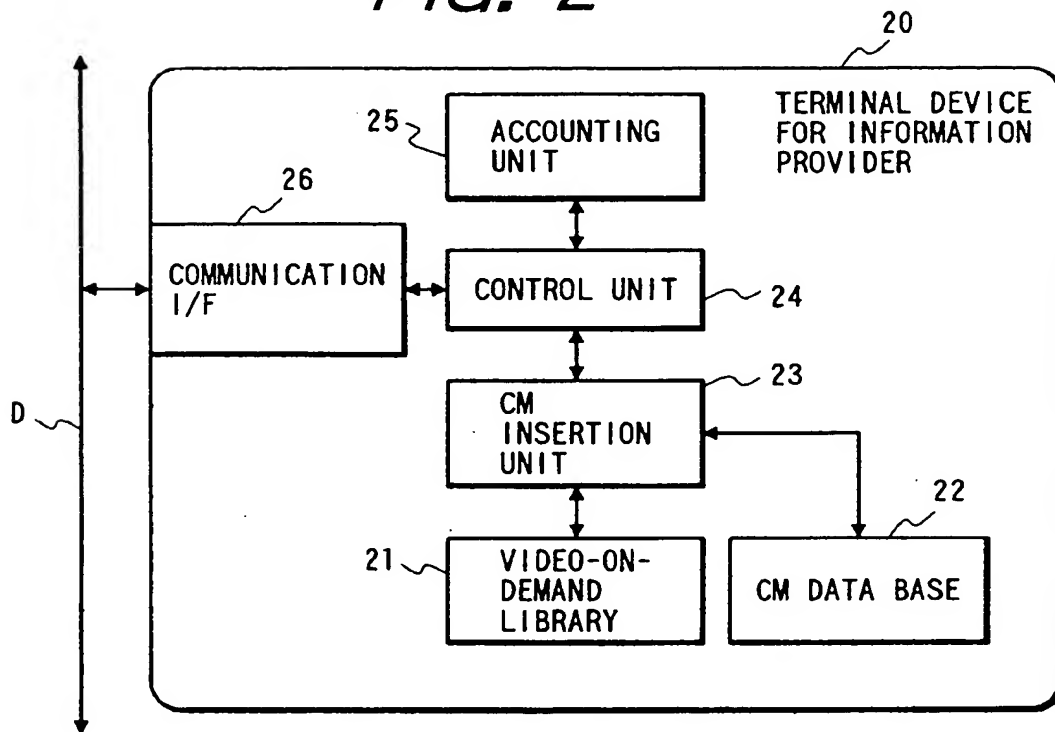 FIG. 2
20
TERMINAL DEVICE
FOR INFORMATION
PROVIDER
25
ACCOUNTING
UNIT
26
COMMUNICATION
I/F
CONTROL UNIT
24
23
CM
INSERTION
UNIT
D
22
21
VIDEO-ON-
DEMAND
LIBRARY
CM DATA BASE